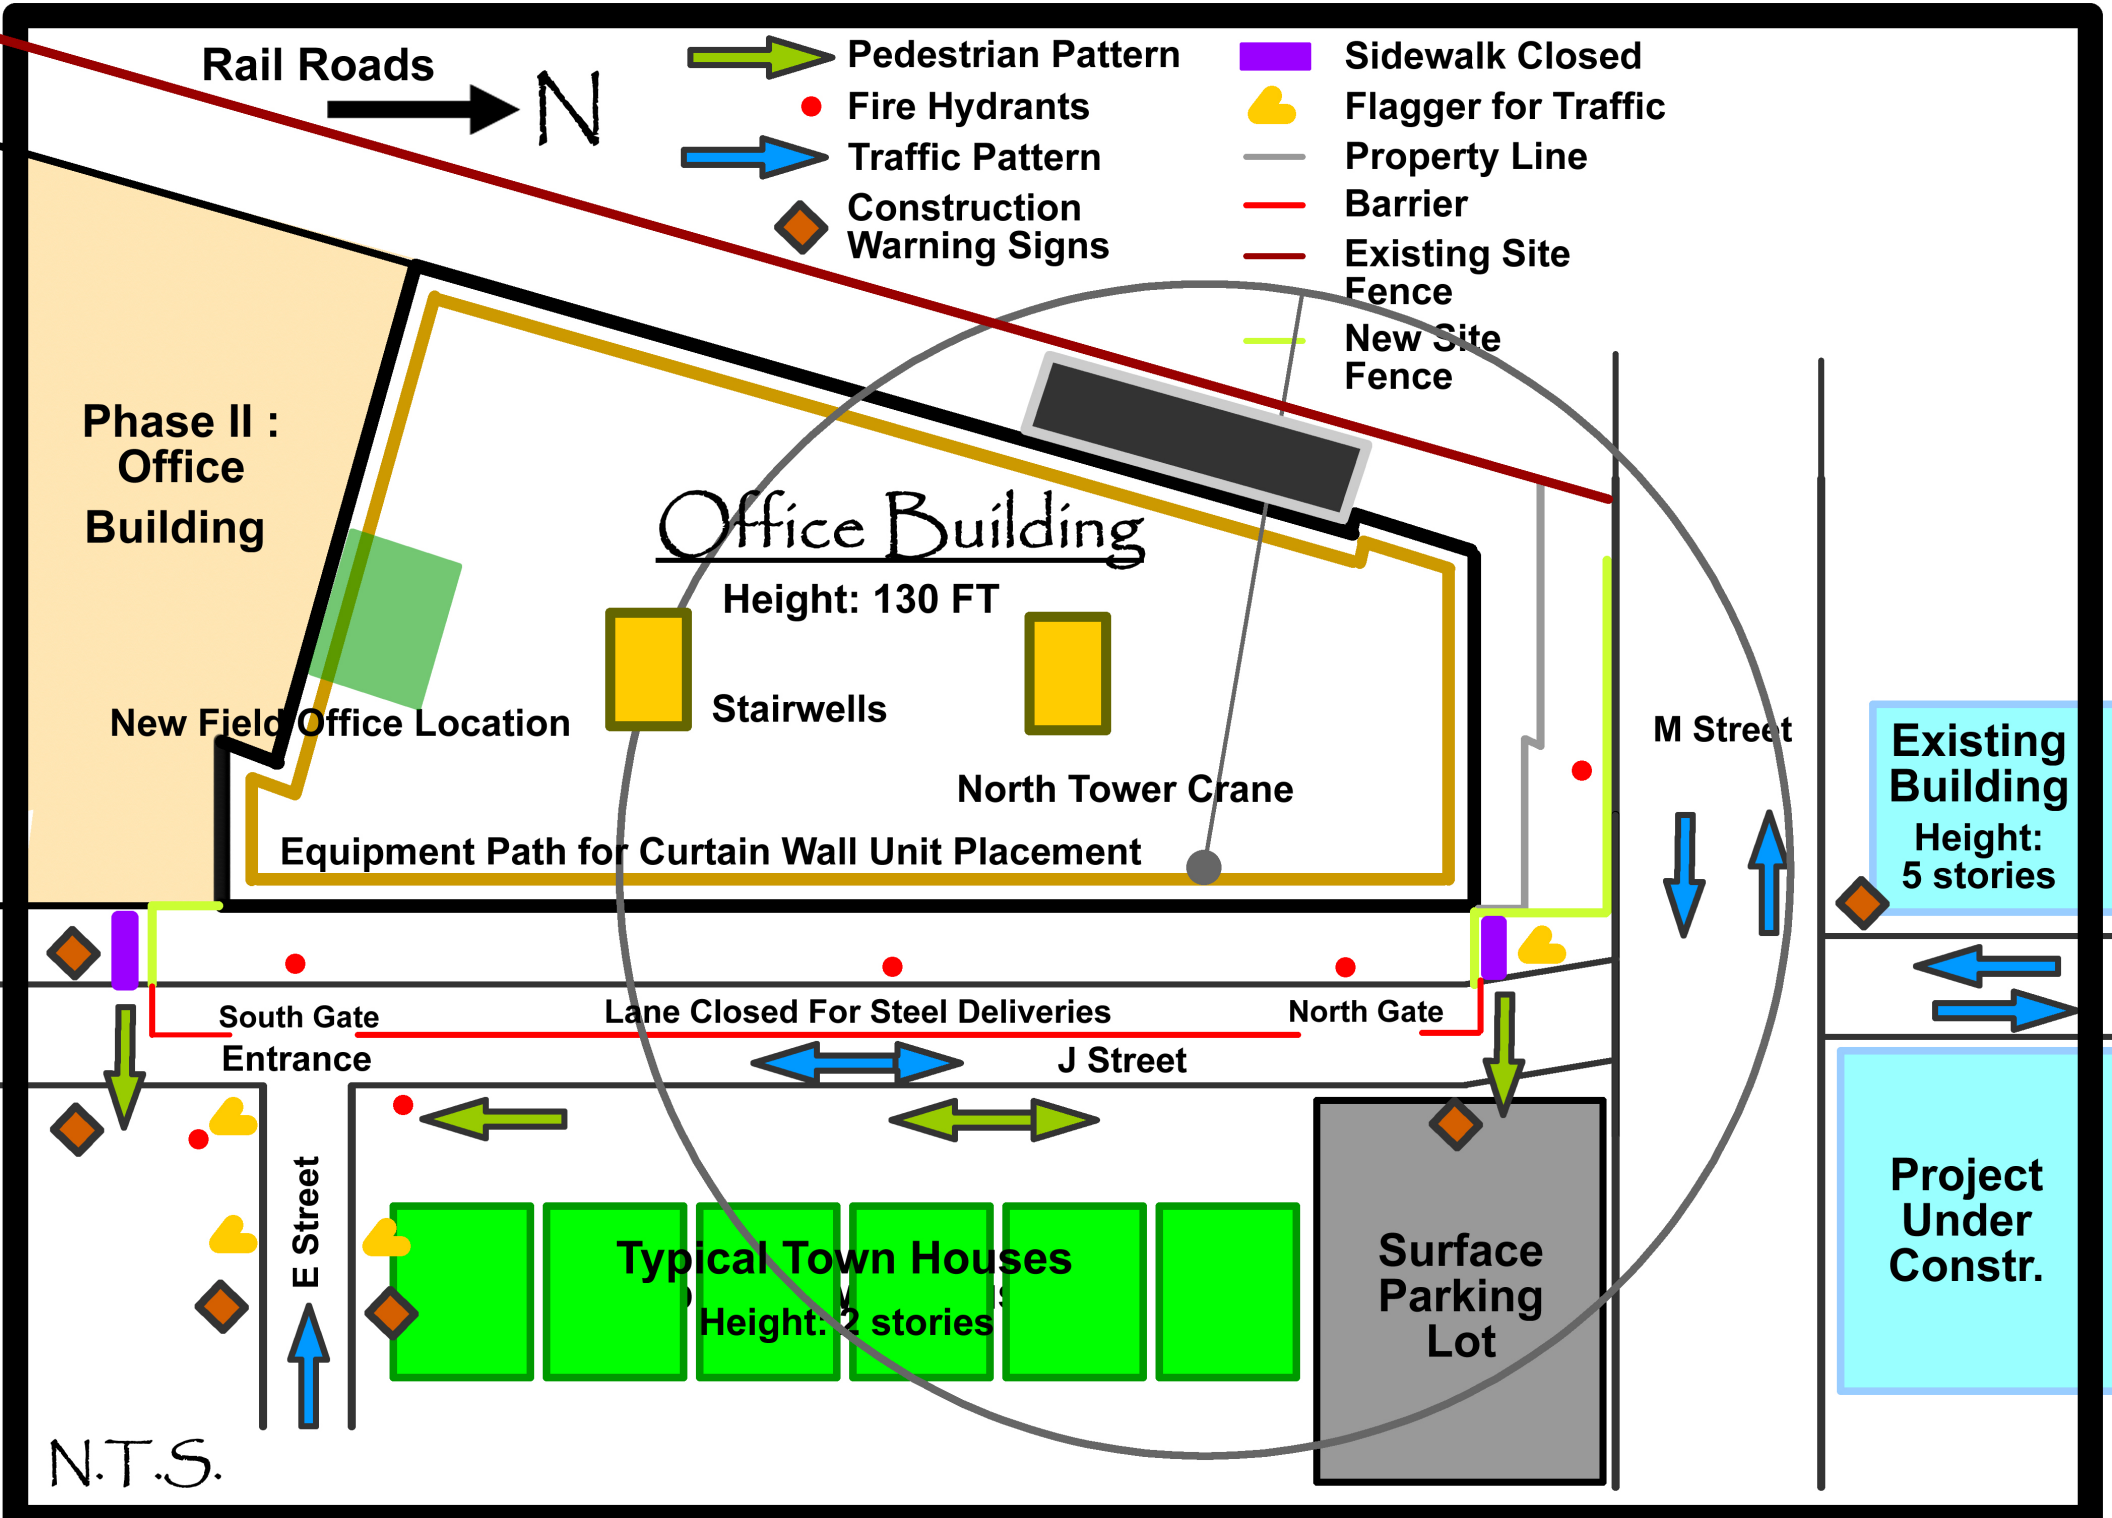 Rail Roads
N
Pedestrian Pattern
Fire Hydrants
Traffic Pattern
Construction
Warning Signs
Sidewalk Closed
Flagger for Traffic
Property Line
Barrier
Existing Site
Fence
New Site
Fence
Phase II :
Office
Building
Office Building
Height: 130 FT
Stairwells
New Field Office Location
North Tower Crane
Equipment Path for Curtain Wall Unit Placement
M Street
Existing
Building
Height:
5 stories
South Gate
Entrance
Lane Closed For Steel Deliveries
North Gate
J Street
E Street
Typical Town Houses
Height: 2 stories
Surface
Parking
Lot
Project
Under
Constr.
N.T.S.